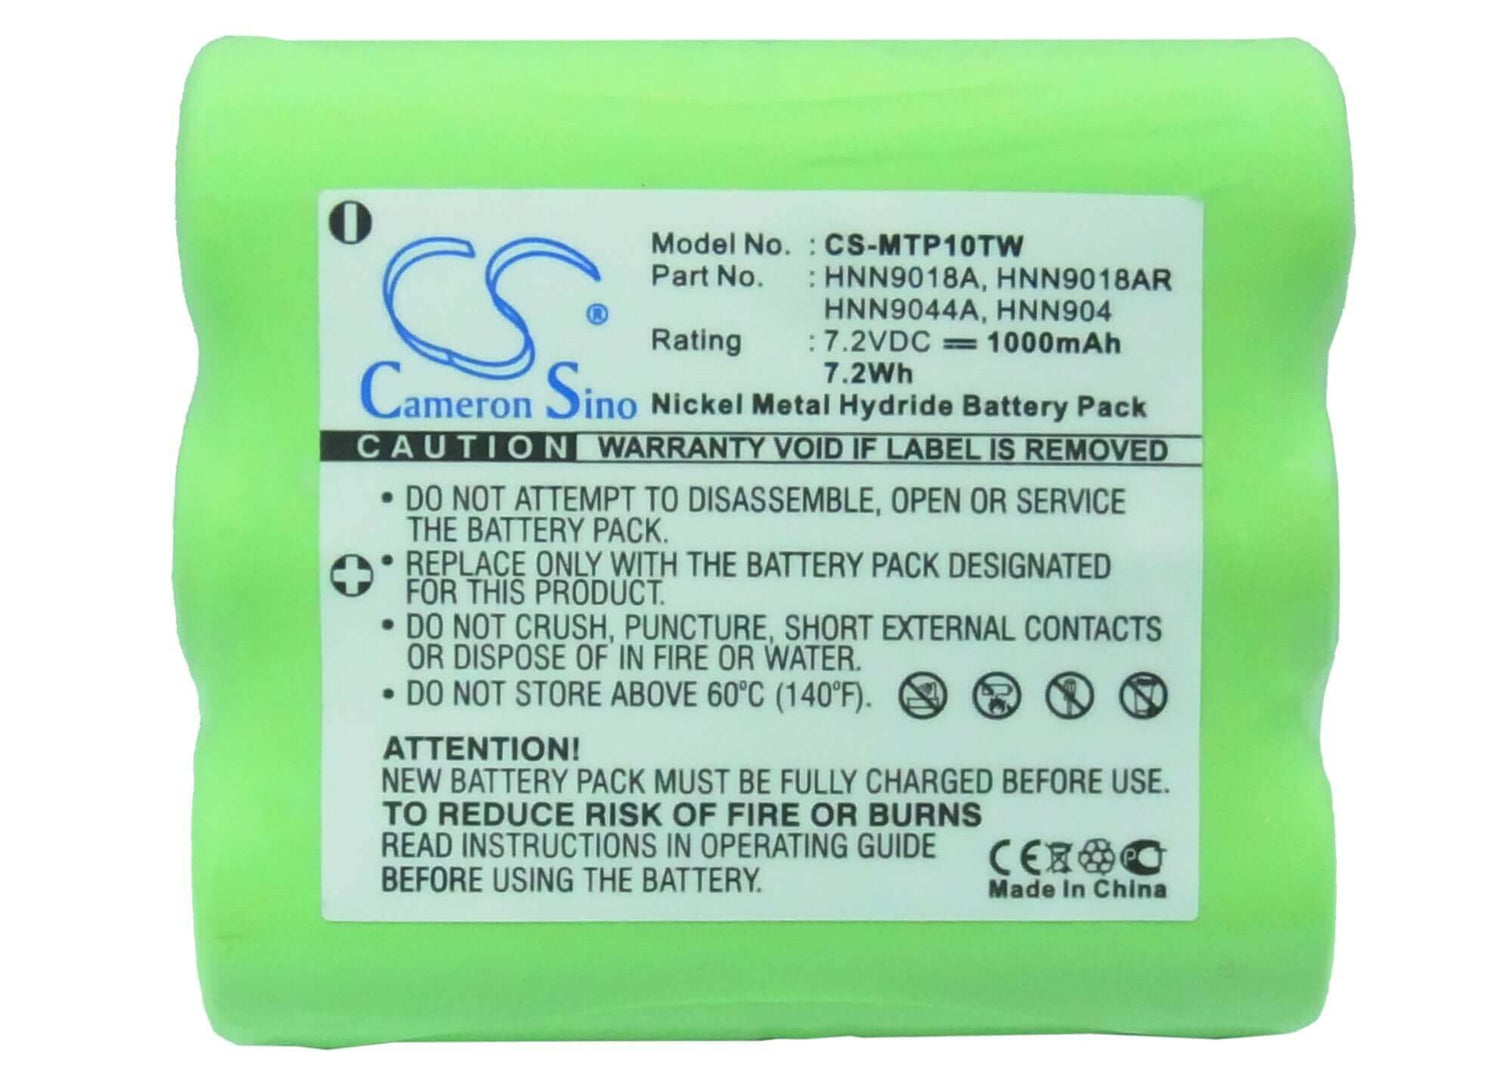 CS ®
Cameron Sino
Model No. : CS-MTP10TW
Part No. : HNN9018A, HNN9018AR
HNN9044A, HNN904
Rating : 7.2VDC 1000mAh
7.2Wh
Nickel Metal Hydride Battery Pack
CAUTION WARRANTY VOID IF LABEL IS REMOVED
• DO NOT ATTEMPT TO DISASSEMBLE, OPEN OR SERVICE
THE BATTERY PACK.
• REPLACE ONLY WITH THE BATTERY PACK DESIGNATED
FOR THIS PRODUCT.
• DO NOT CRUSH, PUNCTURE, SHORT EXTERNAL CONTACTS
OR DISPOSE OF IN FIRE OR WATER.
• DO NOT STORE ABOVE 60°C (140°F).
ATTENTION!
NEW BATTERY PACK MUST BE FULLY CHARGED BEFORE USE.
TO REDUCE RISK OF FIRE OR BURNS
READ INSTRUCTIONS IN OPERATING GUIDE
BEFORE USING THE BATTERY.
CE PCT
Made In China